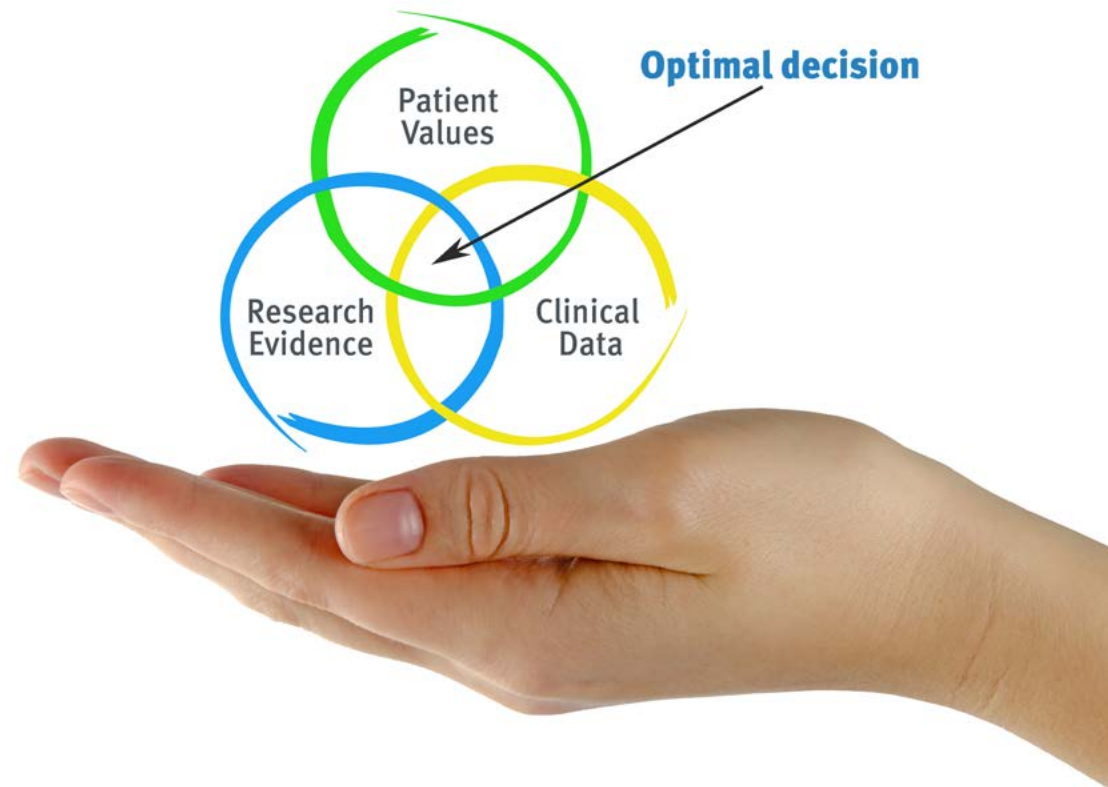 Optimal decision
Patient
Values
Research
Evidence
Clinical
Data